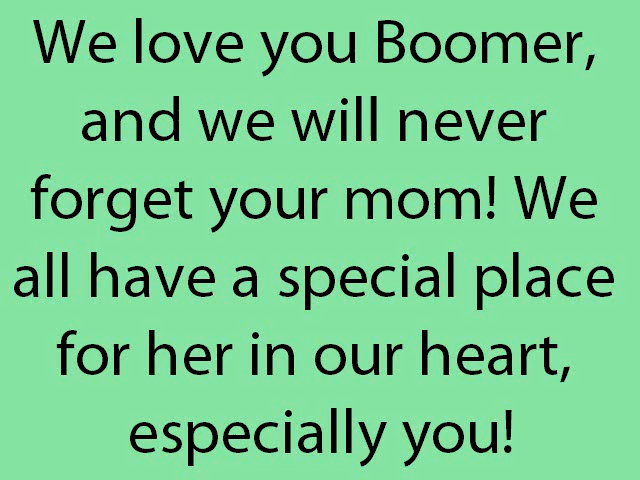 We love you Boomer,
and we will never
forget your mom! We
all have a special place
for her in our heart,
especially you!